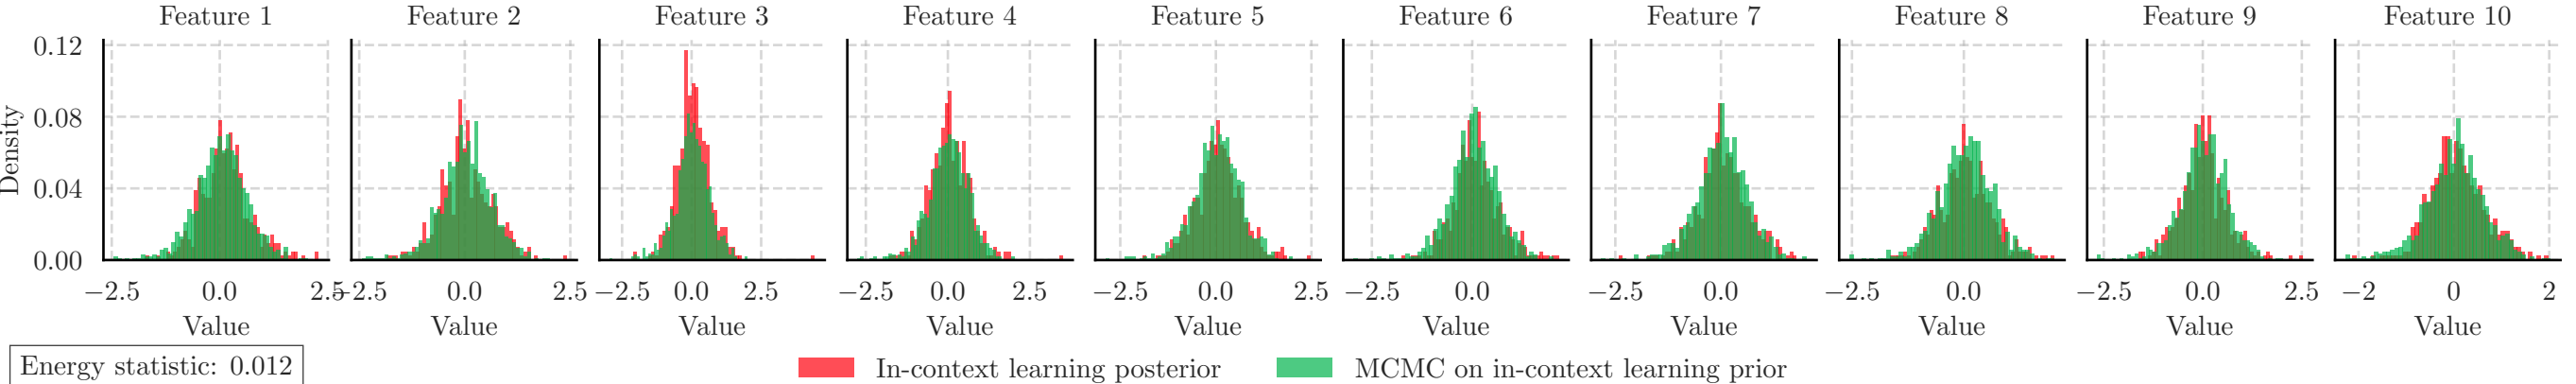 Feature 1 Feature 2 Feature 3 Feature 4 Feature 5 Feature 6 Feature 7 Feature 8 Feature 9 Feature 10
Density
0.12
0.08
0.04
0.00
−2.5 0.0 2.5 −2.5 0.0 2.5 −2.5 0.0 2.5 −2.5 0.0 2.5 −2.5 0.0 2.5 −2.5 0.0 −2.5 0.0 −2.5 0.0 −2.5 0.0 2.5 −2 0 2
Value Value Value Value Value Value Value Value Value Value
Energy statistic: 0.012 In-context learning posterior MCMC on in-context learning prior